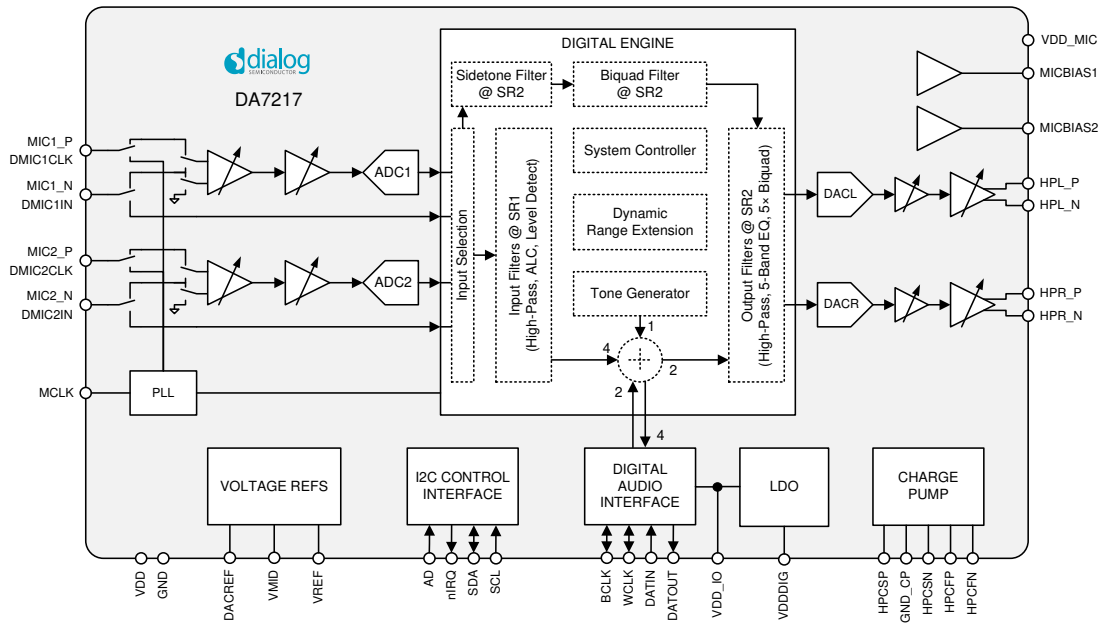 dialog
SEMICONDUCTOR
DA7217
DIGITAL ENGINE
Sidetone Filter
@ SR2
Biquad Filter
@ SR2
System Controller
Dynamic
Range Extension
Tone Generator
Input Selection
Input Filters @ SR1
(High-Pass, ALC, Level Detect)
Output Filters @ SR2
(High-Pass, 5-Band EQ, 5× Biquad)
1
4
2
2
4
MIC1_P
DMIC1CLK
MIC1_N
DMIC1IN
MIC2_P
DMIC2CLK
MIC2_N
DMIC2IN
MCLK
ADC1
ADC2
PLL
DACL
DACR
VDD_MIC
MICBIAS1
MICBIAS2
HPL_P
HPL_N
HPR_P
HPR_N
VOLTAGE REFS
I2C CONTROL
INTERFACE
DIGITAL
AUDIO
INTERFACE
LDO
CHARGE
PUMP
VDD
GND
DACREF
VMID
VREF
AD
nIRQ
SDA
SCL
BCLK
WCLK
DATIN
DATOUT
VDD_IO
VDDDIG
HPCSP
GND_CP
HPCSN
HPCFP
HPCFN